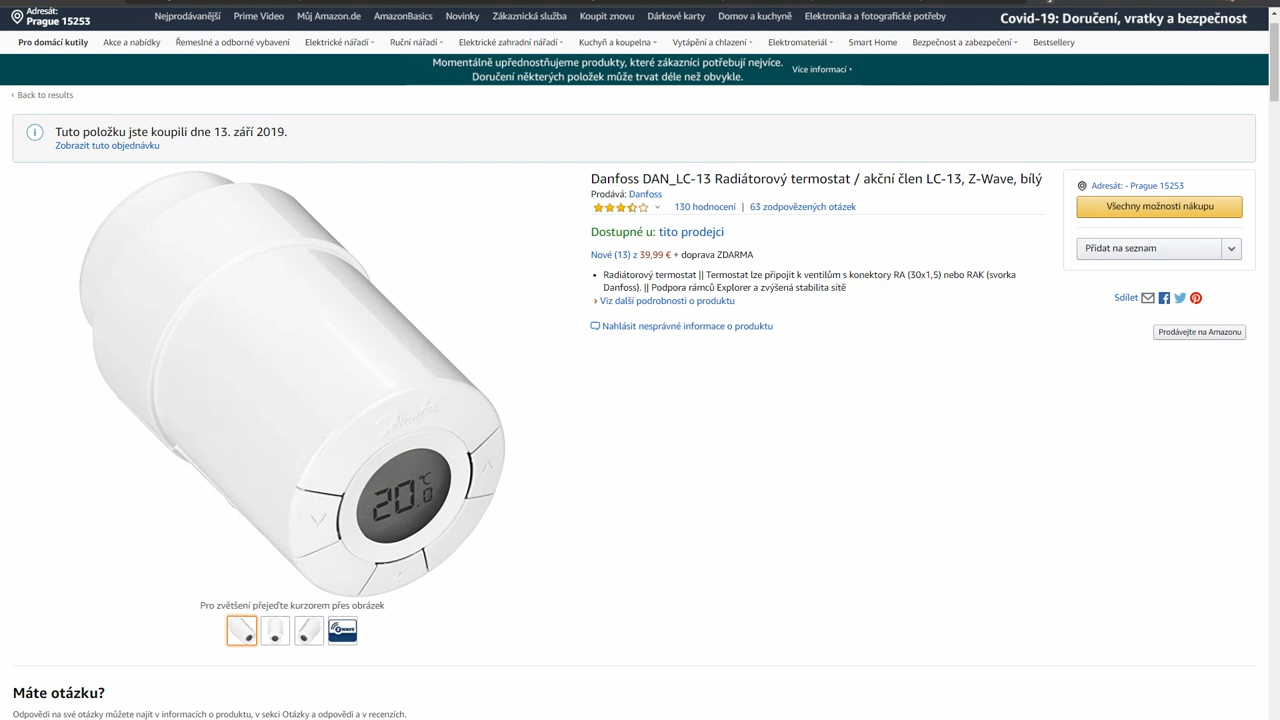 Adresát:
Prague 15253
Nejprodávanější
Prime Video
Můj Amazon.de
AmazonBasics
Novinky
Zákaznická služba
Koupit znovu
Dárkové karty
Domov a kuchyně
Elektronika a fotografické potřeby
Covid-19: Doručení, vratky a bezpečnost
Pro domácí kutily
Akce a nabídky
Řemeslné a odborné vybavení
Elektrické nářadí
Ruční nářadí
Elektrické zahradní nářadí
Kuchyň a koupelna
Vytápění a chlazení
Elektromateriál
Smart Home
Bezpečnost a zabezpečení
Bestsellery
Momentálně upřednostňujeme produkty, které zákazníci potřebují nejvíce.
Doručení některých položek může trvat déle než obvykle.
Více informací ›
‹ Back to results
Tuto položku jste koupili dne 13. září 2019.
Zobrazit tuto objednávku
Danfoss DAN_LC-13 Radiátorový termostat / akční člen LC-13, Z-Wave, bílý
Prodává: Danfoss
130 hodnocení | 63 zodpovězených otázek
Dostupné u: tito prodejci
Nové (13) z 39,99 € + doprava ZDARMA
• Radiátorový termostat || Termostat lze připojit k ventilům s konektory RA (30x1,5) nebo RAK (svorka
Danfoss). || Podpora rámců Explorer a zvýšená stabilita sítě
› Viz další podrobnosti o produktu
Nahlásit nesprávné informace o produktu
Adresát: - Prague 15253
Všechny možnosti nákupu
Přidat na seznam
Sdílet
Prodávejte na Amazonu
Danfoss
20.0 °C
Pro zvětšení přejeďte kurzorem přes obrázek
Z WAVE
Máte otázku?
Odpovědi na své otázky můžete najít v informacích o produktu, v sekci Otázky a odpovědi a v recenzích.